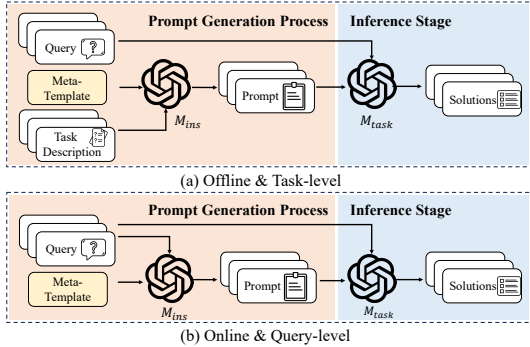 Prompt Generation Process
Inference Stage
Query
?
Meta-
Template
Task
Description
M_ins
Prompt
M_task
Solutions
(a) Offline & Task-level
Prompt Generation Process
Inference Stage
Query
?
Meta-
Template
M_ins
Prompt
M_task
Solutions
(b) Online & Query-level